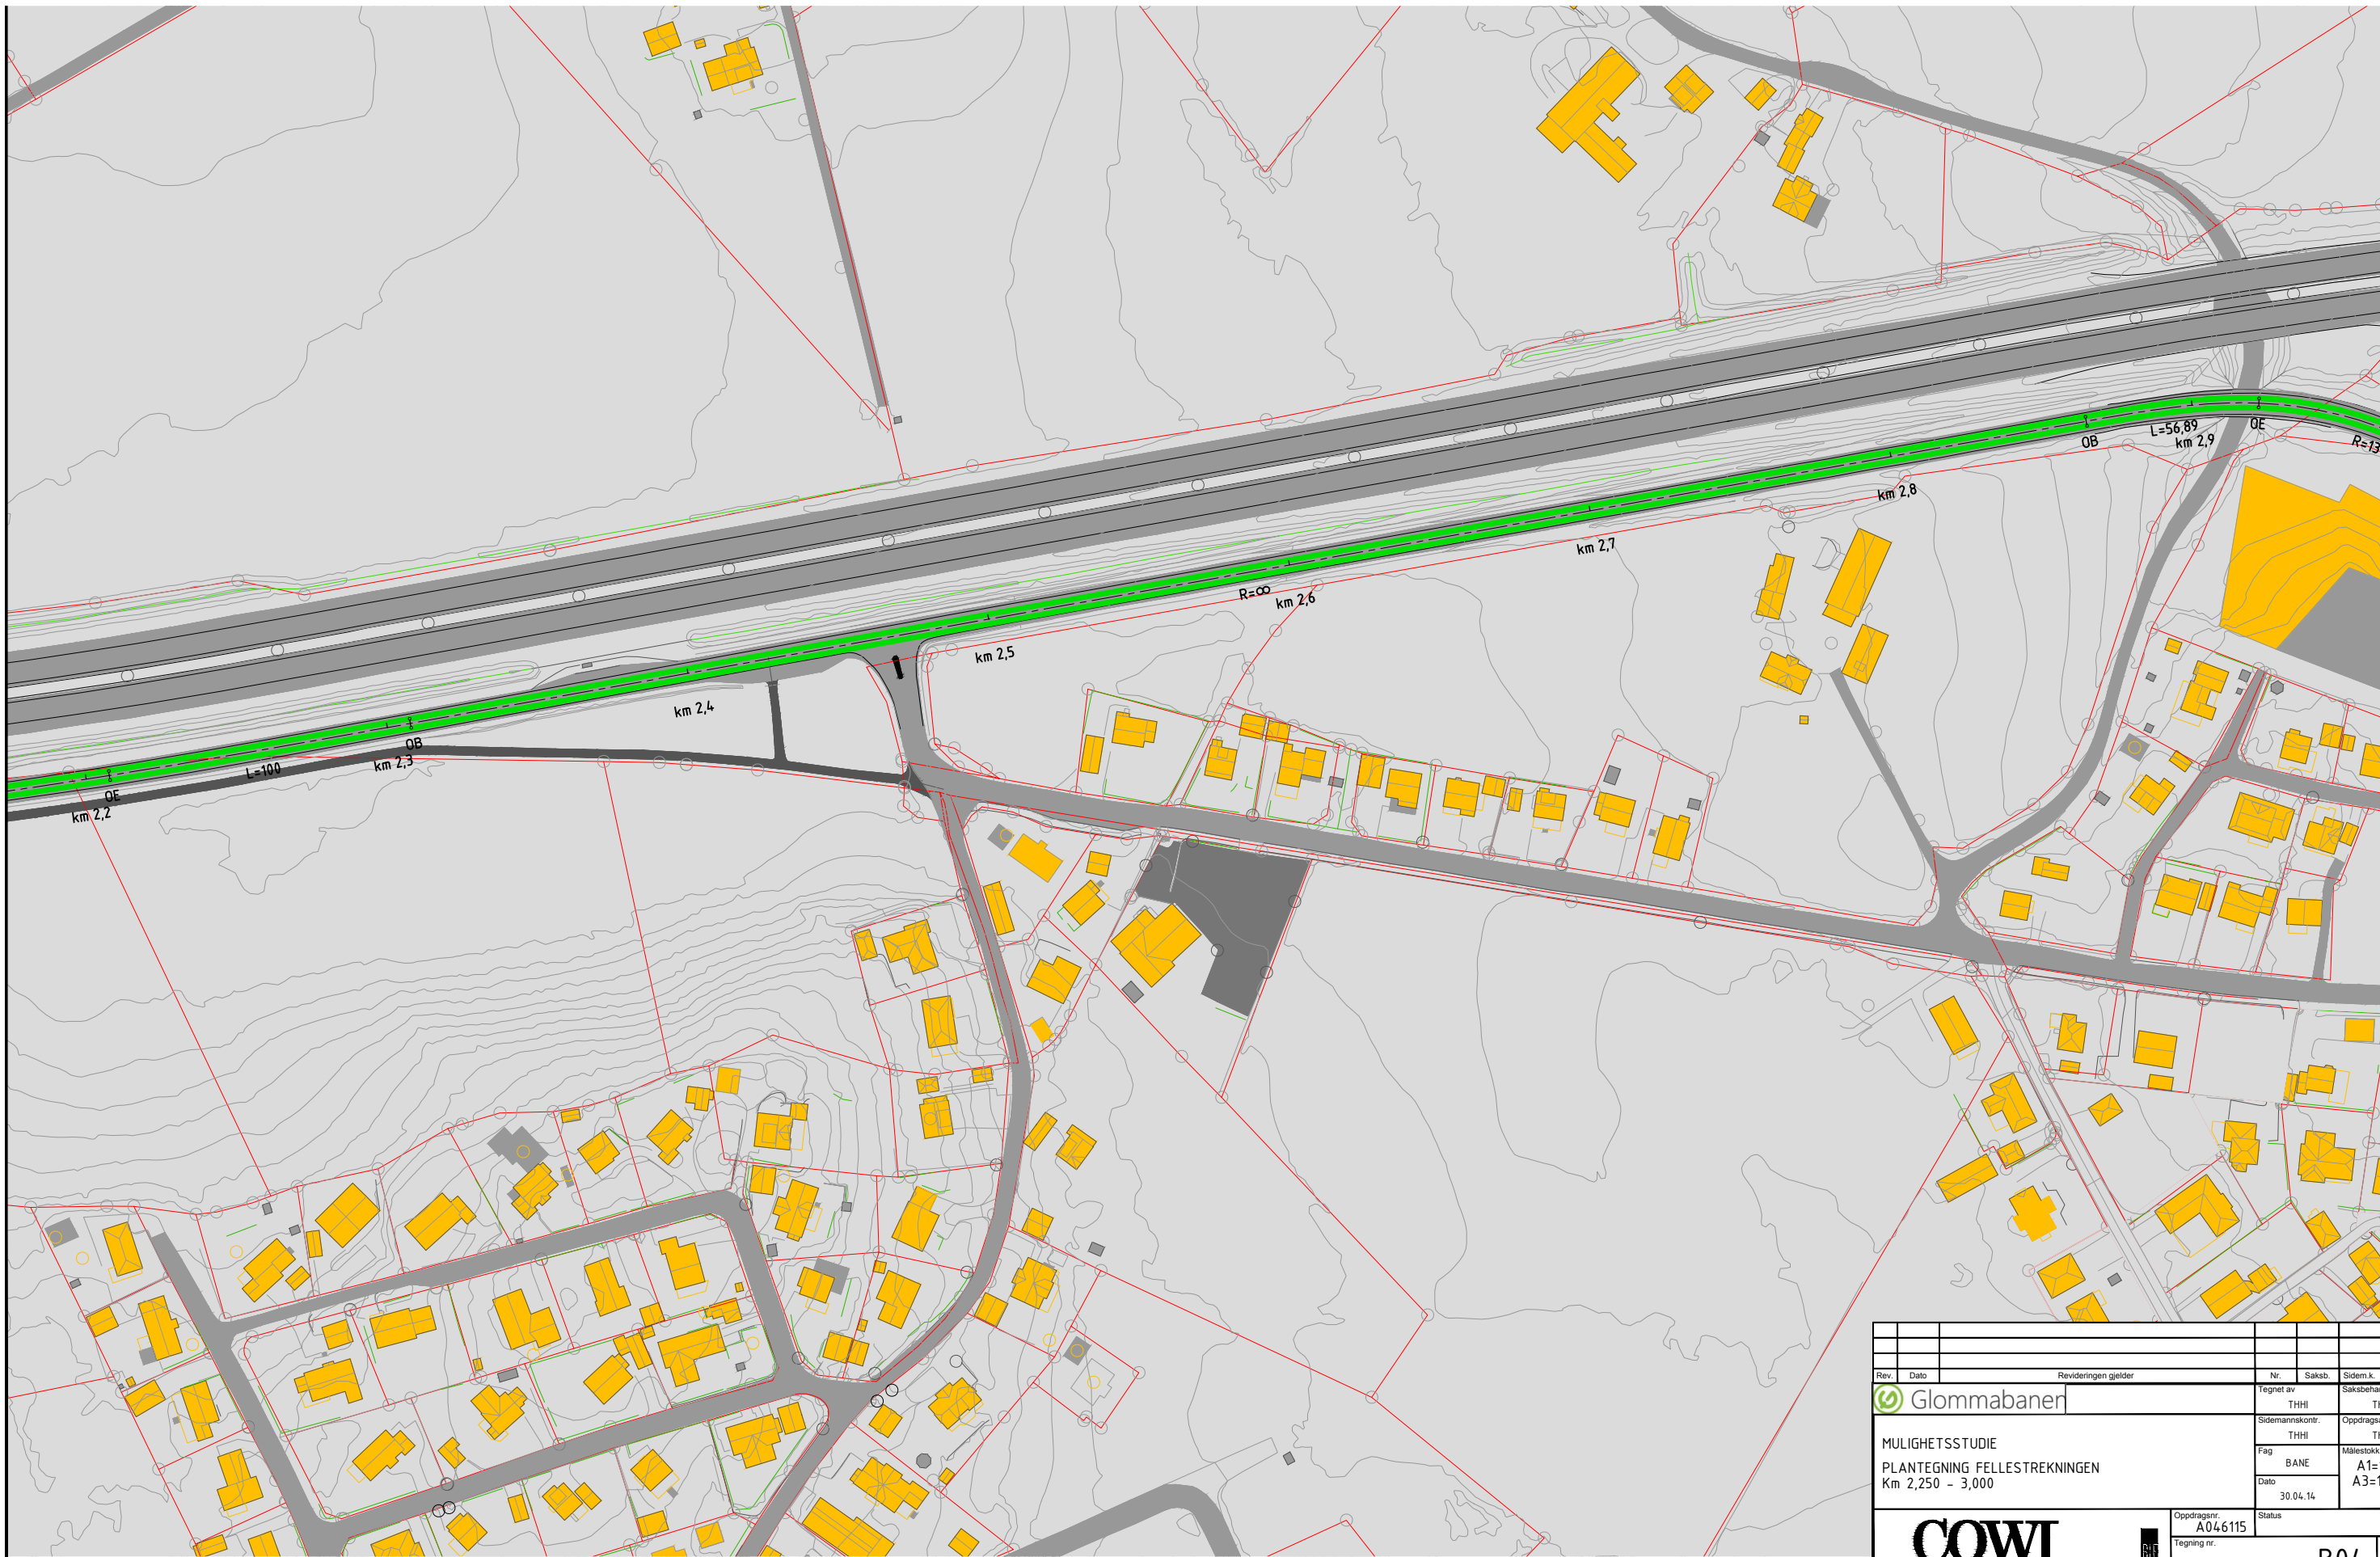 OB
L=56,89
OE
km 2,9
km 2,8
km 2,7
R=∞
km 2,6
km 2,5
km 2,4
OB
km 2,3
L=100
OE
km 2,2
Rev. Dato Revideringen gjelder Nr. Saksb. Sidem.k.
Glommabanen
Tegnet av
THHI
Sidemannskontr.
THHI
MULIGHETSSTUDIE
PLANTEGNING FELLESTREKNINGEN
Km 2,250 - 3,000
Fag
BANE
Målestokk
Dato
30.04.14
COWI
Oppdragsnr.
A046115
Status
Tegning nr.